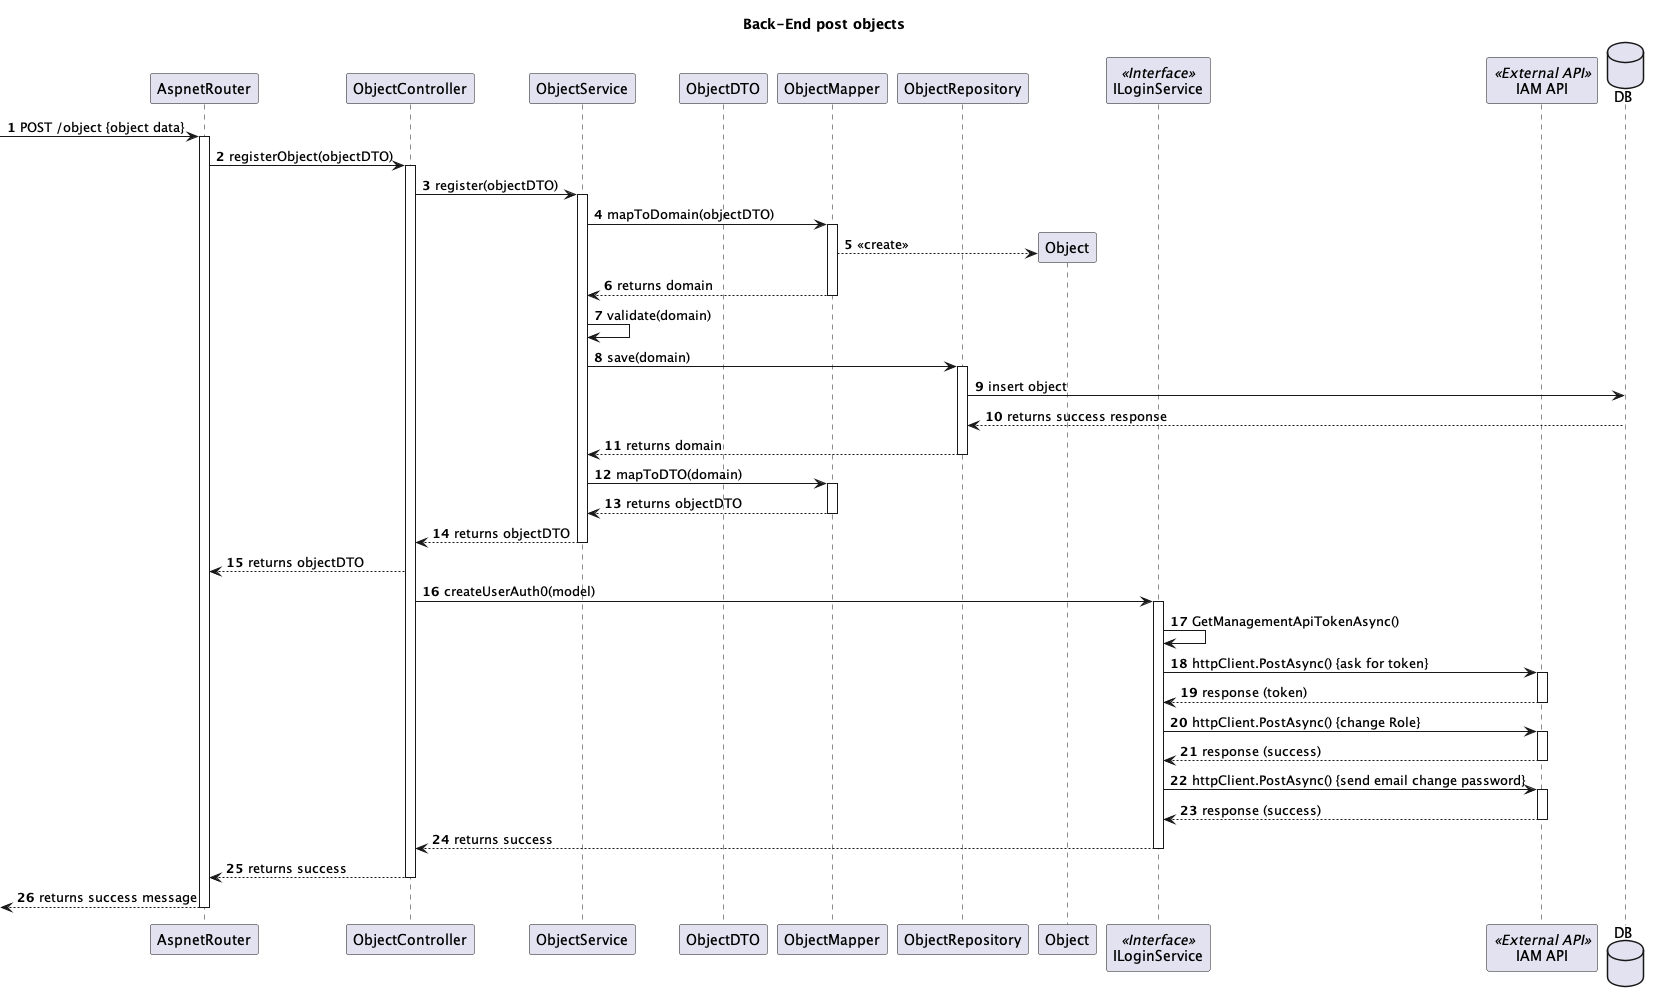 Back-End post objects
AspnetRouter
ObjectController
ObjectService
ObjectDTO
ObjectMapper
ObjectRepository
«Interface»
ILoginService
«External API»
IAM API
DB
1 POST /object {object data}
2 registerObject(objectDTO)
3 register(objectDTO)
4 mapToDomain(objectDTO)
5 «create»
Object
6 returns domain
7 validate(domain)
8 save(domain)
9 insert object
10 returns success response
11 returns domain
12 mapToDTO(domain)
13 returns objectDTO
14 returns objectDTO
15 returns objectDTO
16 createUserAuth0(model)
17 GetManagementApiTokenAsync()
18 httpClient.PostAsync() {ask for token}
19 response (token)
20 httpClient.PostAsync() {change Role}
21 response (success)
22 httpClient.PostAsync() {send email change password}
23 response (success)
24 returns success
25 returns success
26 returns success message
AspnetRouter
ObjectController
ObjectService
ObjectDTO
ObjectMapper
ObjectRepository
Object
«Interface»
ILoginService
«External API»
IAM API
DB